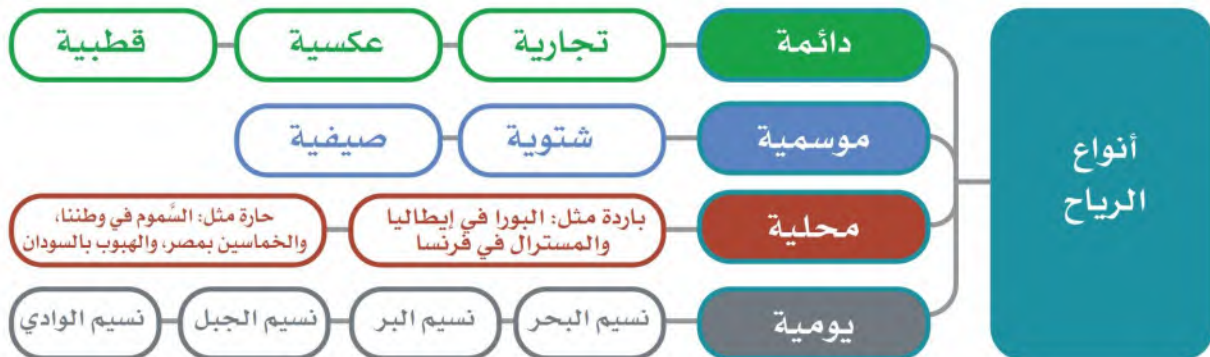 أنواع
الرياح
دائمة
تجارية
عكسية
قطبية
موسمية
شتوية
صيفية
محلية
باردة مثل: البورا في إيطاليا
والمسترال في فرنسا
حارة مثل: السَّموم في وطننا،
والخماسين بمصر، والهبوب بالسودان
يومية
نسيم البحر
نسيم البر
نسيم الجبل
نسيم الوادي